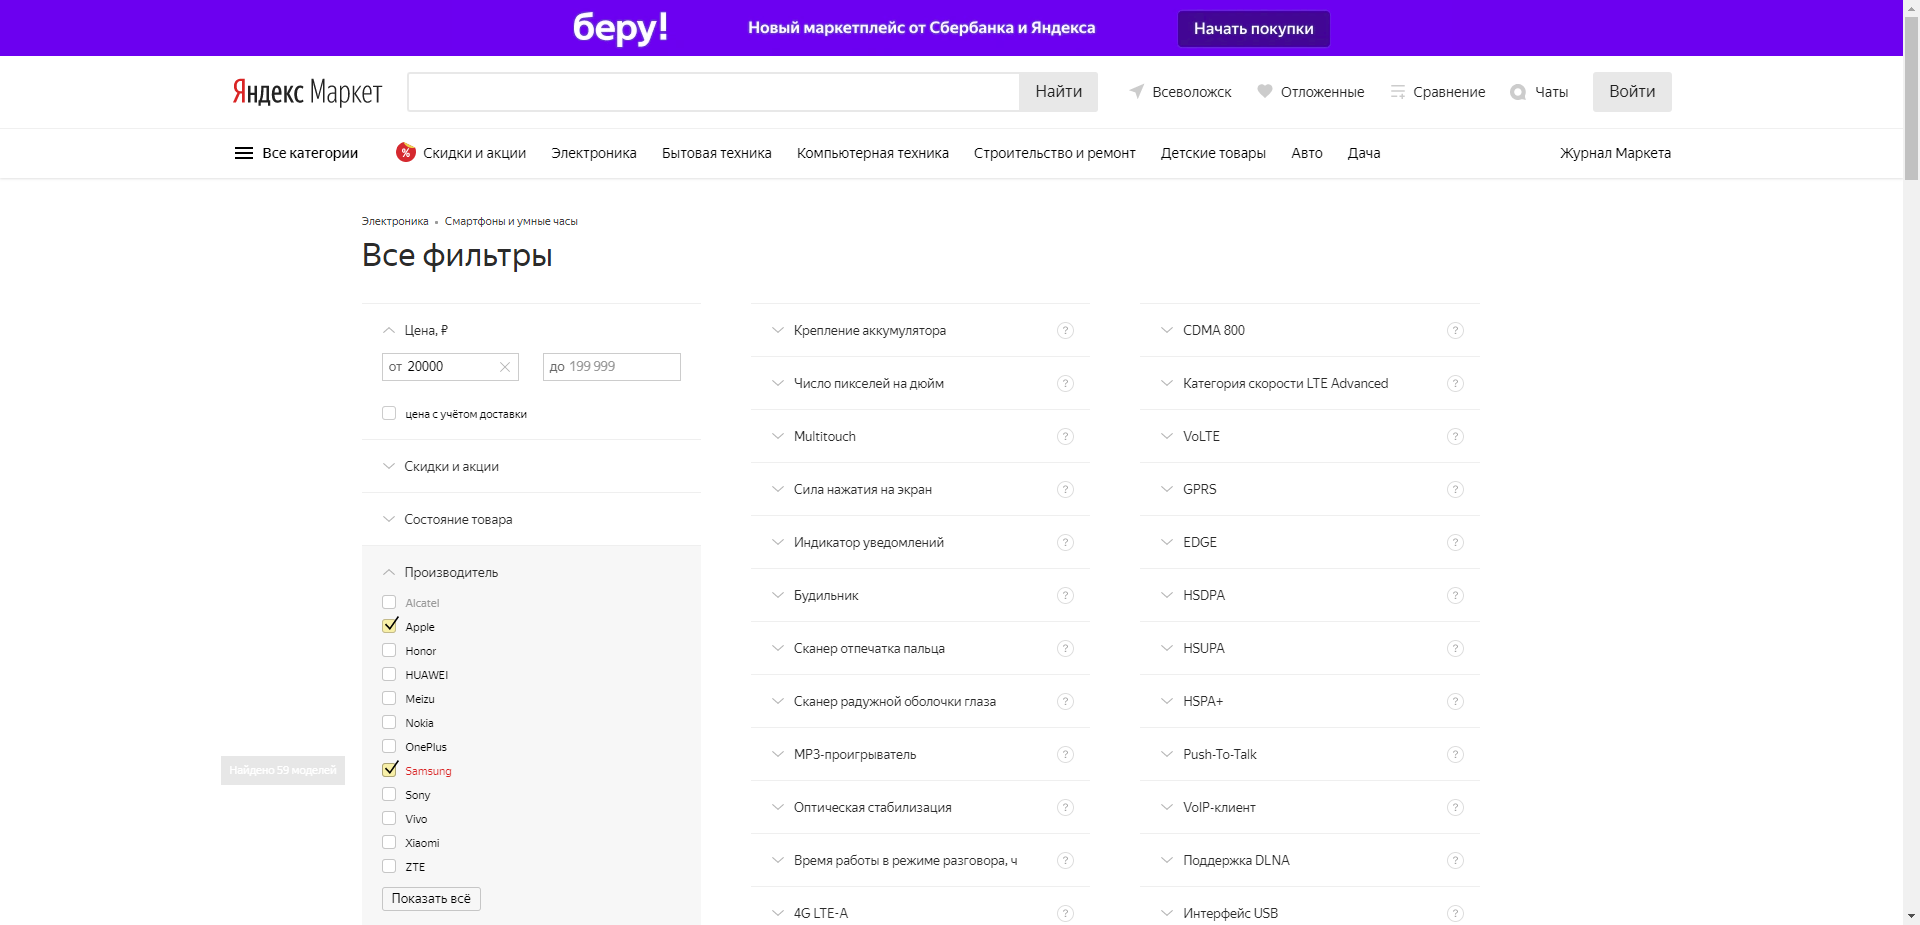 беру! Новый маркетплейс от Сбербанка и Яндекса Начать покупки
Яндекс Маркет Найти Всеволожск Отложенные Сравнение Чаты Войти
Все категории % Скидки и акции Электроника Бытовая техника Компьютерная техника Строительство и ремонт Детские товары Авто Дача Журнал Маркета
Электроника • Смартфоны и умные часы
Все фильтры
Цена, ₽
от 20000 до 199 999
цена с учётом доставки
Скидки и акции
Состояние товара
Производитель
Alcatel
Apple
Honor
HUAWEI
Meizu
Nokia
OnePlus
Найдено 59 моделей
Samsung
Sony
Vivo
Xiaomi
ZTE
Показать всё
Крепление аккумулятора ?
Число пикселей на дюйм ?
Multitouch ?
Сила нажатия на экран ?
Индикатор уведомлений ?
Будильник ?
Сканер отпечатка пальца ?
Сканер радужной оболочки глаза ?
MP3-проигрыватель ?
Оптическая стабилизация ?
Время работы в режиме разговора, ч ?
4G LTE-A ?
CDMA 800 ?
Категория скорости LTE Advanced ?
VoLTE ?
GPRS ?
EDGE ?
HSDPA ?
HSUPA ?
HSPA+ ?
Push-To-Talk ?
VoIP-клиент ?
Поддержка DLNA ?
Интерфейс USB ?